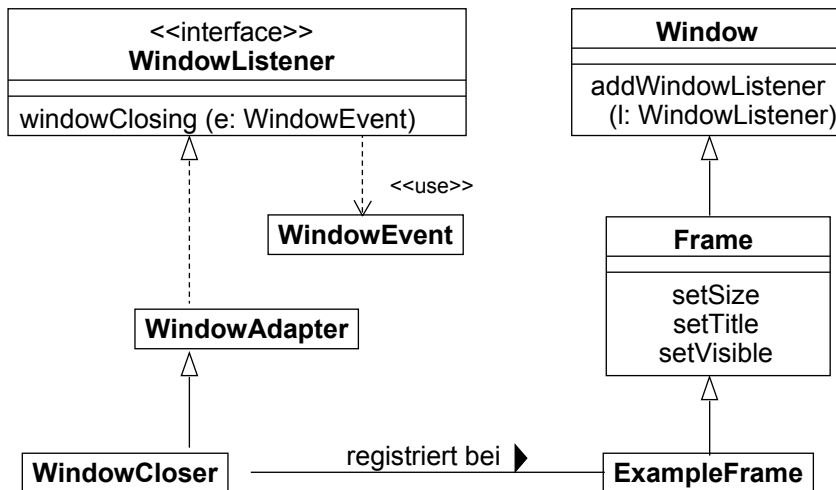 <<interface>>
WindowListener
windowClosing (e: WindowEvent)
<<use>>
WindowEvent
WindowAdapter
WindowCloser
registriert bei
Window
addWindowListener
(l: WindowListener)
Frame
setSize
setTitle
setVisible
ExampleFrame